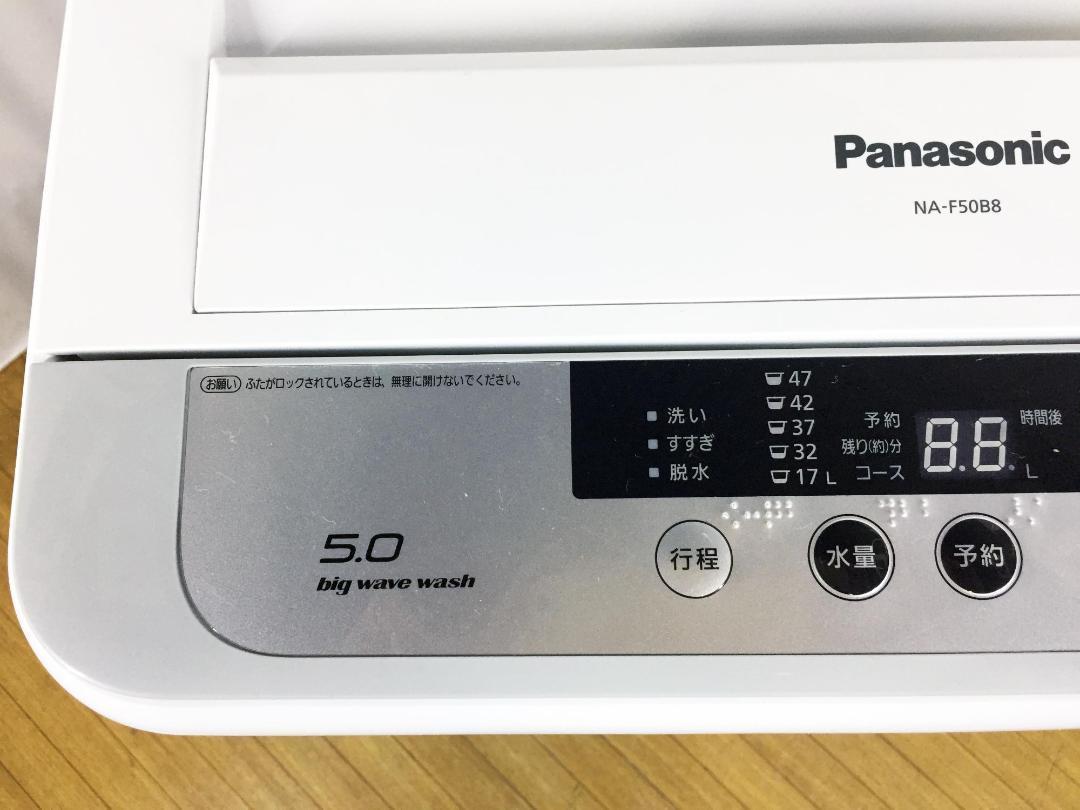 Panasonic
NA-F50B8
お願い ふたがロックされているときは、無理に開けないでください。
洗い
すすぎ
脱水
47
42
37
32
17 L
予約
残り(約)分
コース
8.8.
時間後
L
5.0
big wave wash
行程
水量
予約